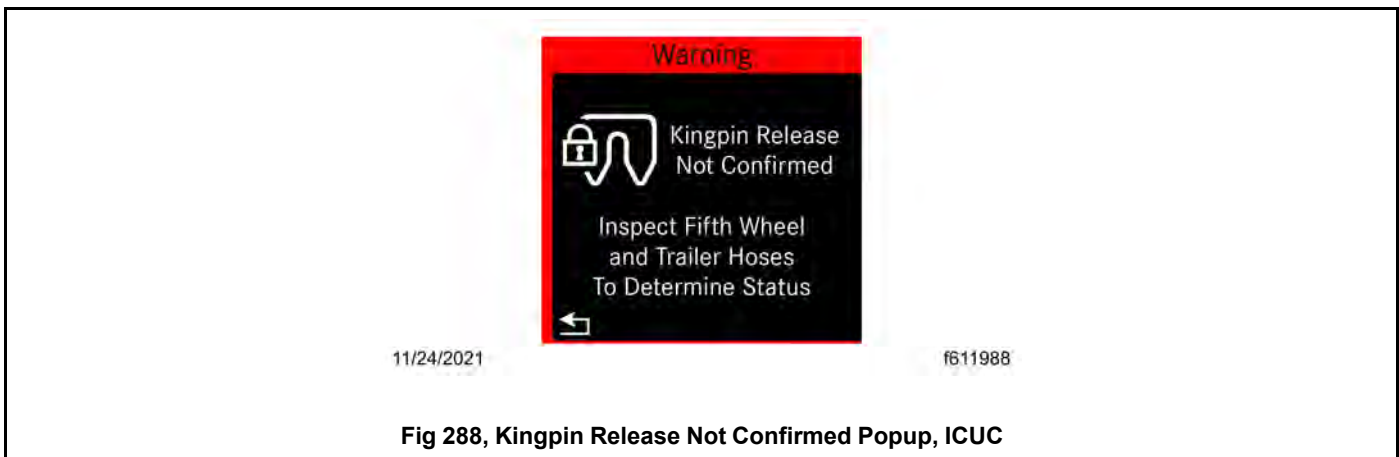 Warning
Kingpin Release
Not Confirmed
Inspect Fifth Wheel
and Trailer Hoses
To Determine Status
11/24/2021
f611988
Fig 288, Kingpin Release Not Confirmed Popup, ICUC